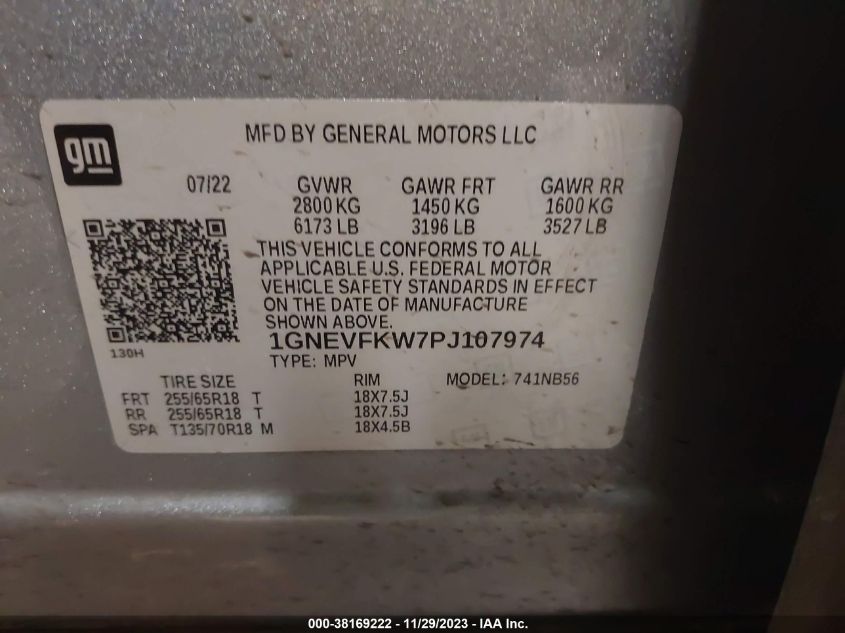 gm
MFD BY GENERAL MOTORS LLC
07/22 GVWR GAWR FRT GAWR RR
2800 KG 1450 KG 1600 KG
6173 LB 3196 LB 3527 LB
THIS VEHICLE CONFORMS TO ALL
APPLICABLE U.S. FEDERAL MOTOR
VEHICLE SAFETY STANDARDS IN EFFECT
ON THE DATE OF MANUFACTURE
SHOWN ABOVE.
1GNEVFKW7PJ107974
130H
TYPE: MPV
TIRE SIZE RIM MODEL: 741NB56
FRT 255/65R18 T 18X7.5J
RR 255/65R18 T 18X7.5J
SPA T135/70R18 M 18X4.5B
000-38169222 - 11/29/2023 - IAA Inc.